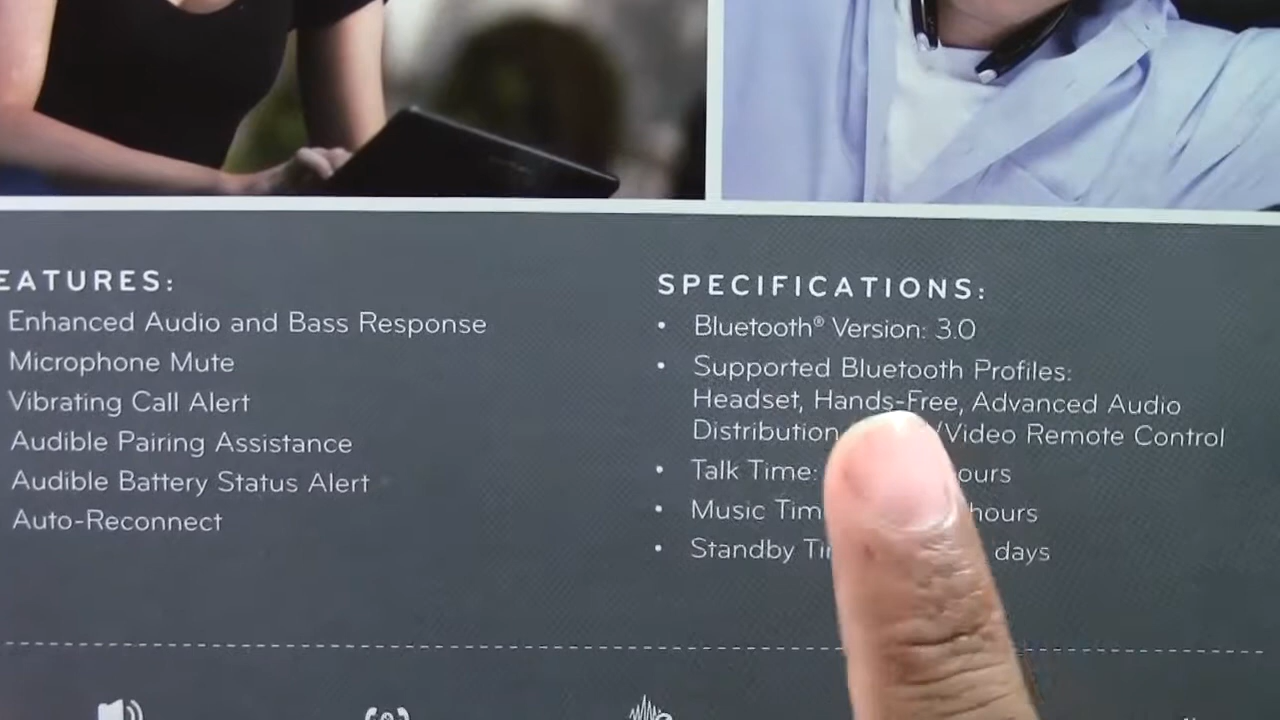 EATURES:
Enhanced Audio and Bass Response
Microphone Mute
Vibrating Call Alert
Audible Pairing Assistance
Audible Battery Status Alert
Auto-Reconnect
SPECIFICATIONS:
• Bluetooth® Version: 3.0
• Supported Bluetooth Profiles:
Headset, Hands-Free, Advanced Audio
Distribution /Video Remote Control
• Talk Time: hours
• Music Tim hours
• Standby Ti days